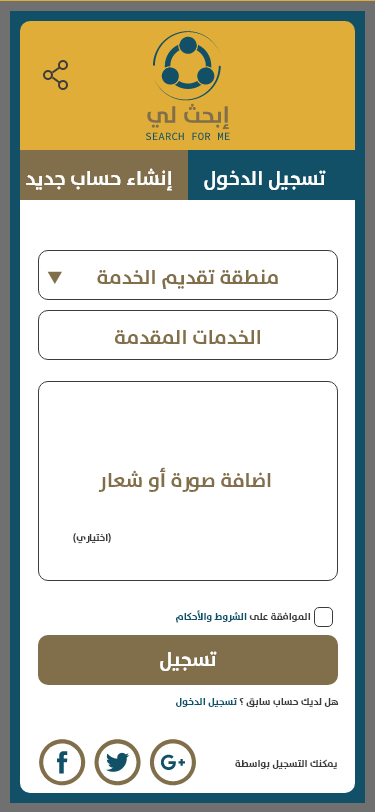 إبحث لي
SEARCH FOR ME
تسجيل الدخول
إنشاء حساب جديد
منطقة تقديم الخدمة
الخدمات المقدمة
اضافة صورة أو شعار
(اختياري)
الموافقة على الشروط والأحكام
تسجيل
هل لديك حساب سابق ؟ تسجيل الدخول
يمكنك التسجيل بواسطة
G+
f